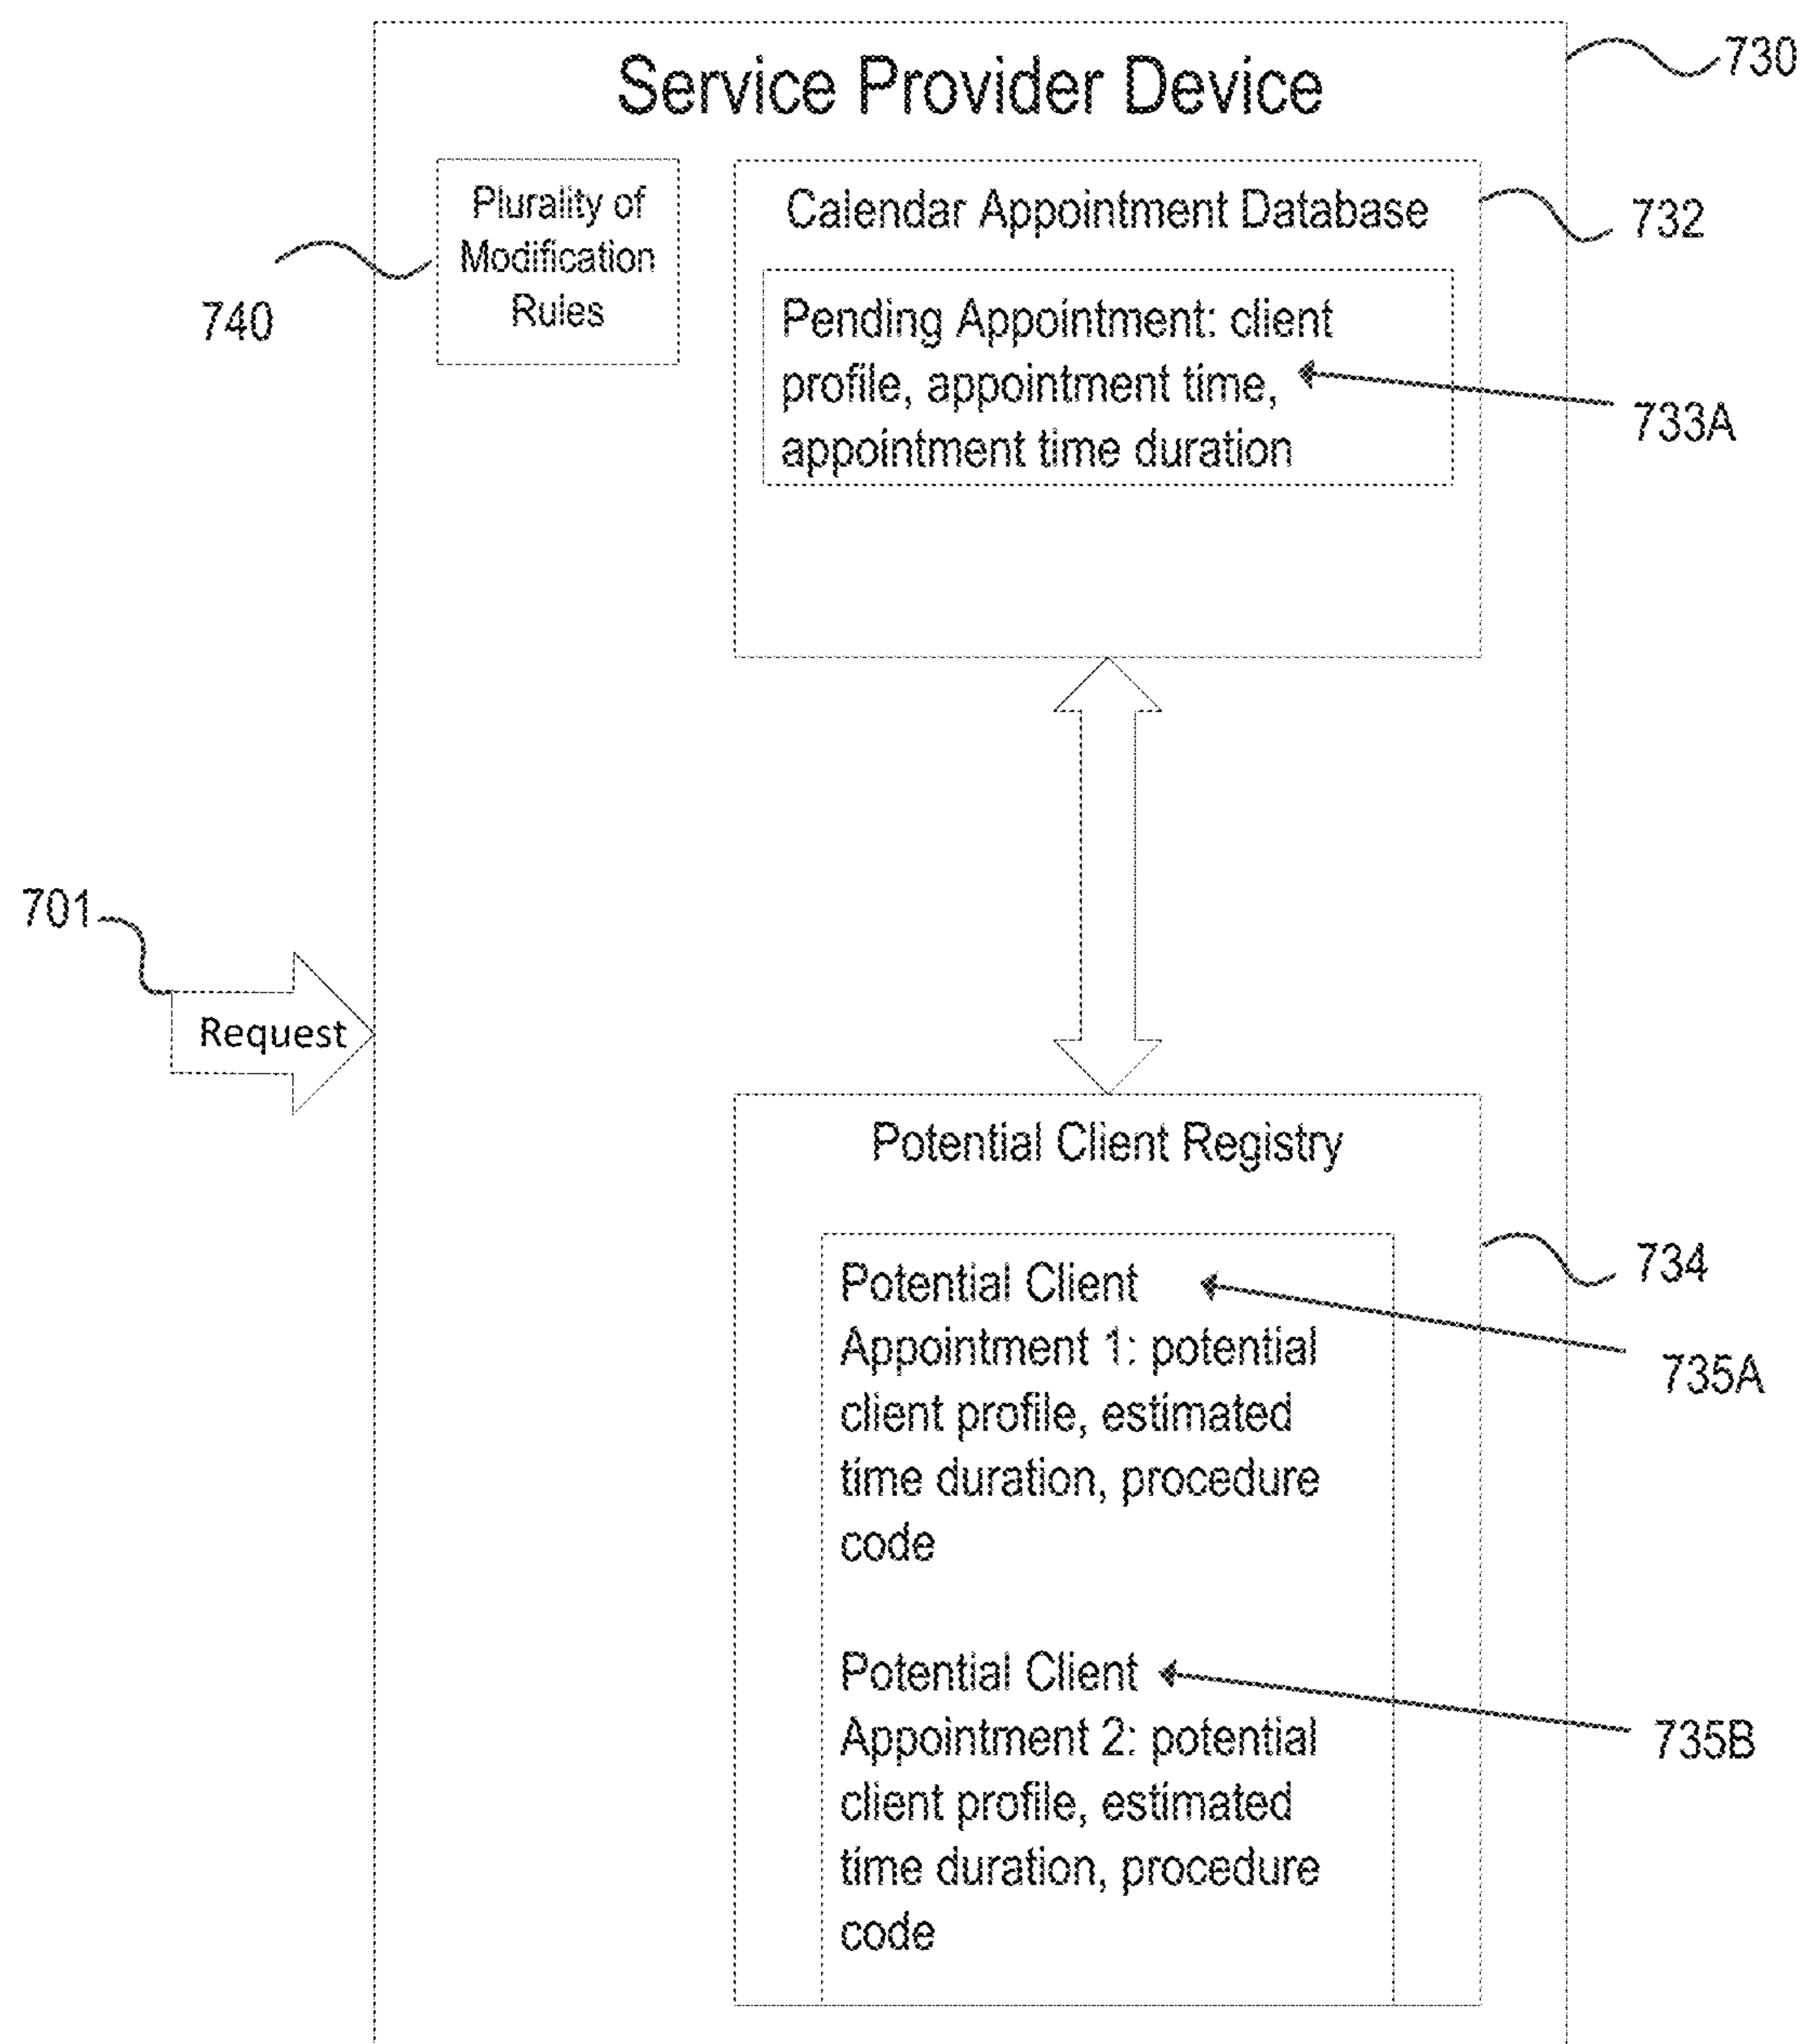 Service Provider Device
730
Plurality of
Modification
Rules
740
Calendar Appointment Database
732
Pending Appointment: client
profile, appointment time,
appointment time duration
733A
701
Request
Potential Client Registry
734
Potential Client
Appointment 1: potential
client profile, estimated
time duration, procedure
code
735A
Potential Client
Appointment 2: potential
client profile, estimated
time duration, procedure
code
735B